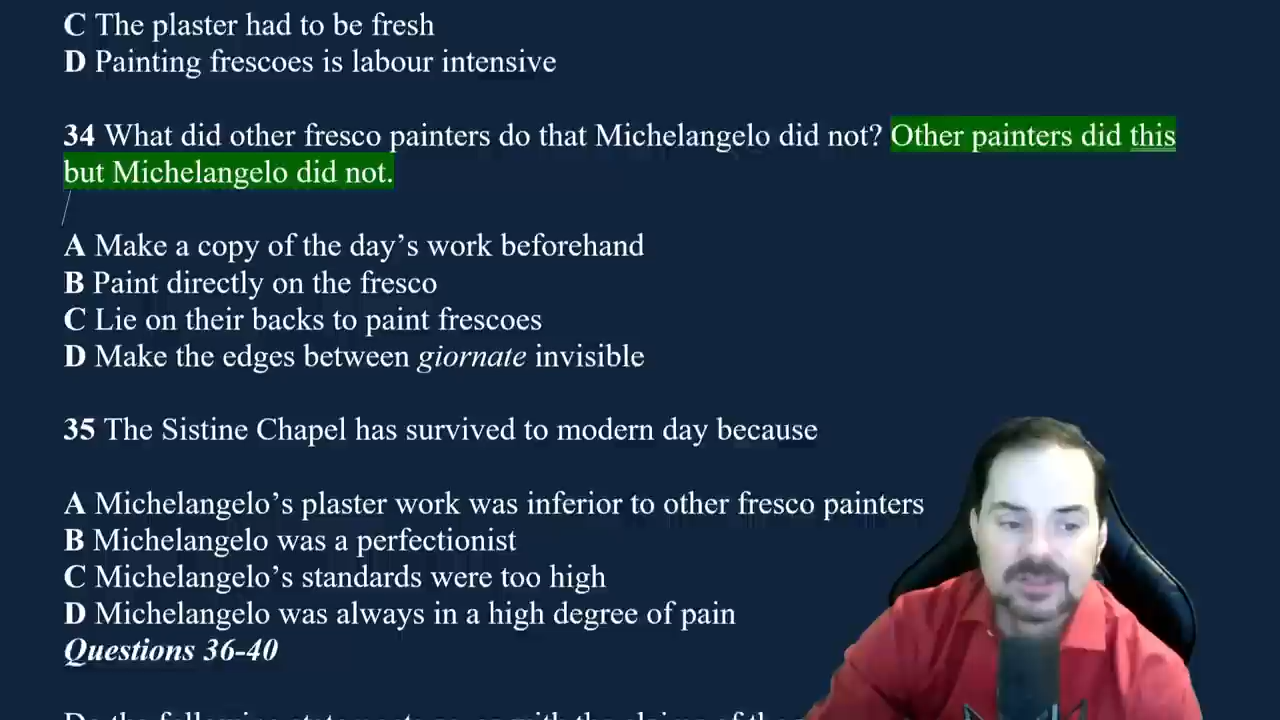 C The plaster had to be fresh
D Painting frescoes is labour intensive
34 What did other fresco painters do that Michelangelo did not? Other painters did this
but Michelangelo did not.
A Make a copy of the day’s work beforehand
B Paint directly on the fresco
C Lie on their backs to paint frescoes
D Make the edges between giornate invisible
35 The Sistine Chapel has survived to modern day because
A Michelangelo’s plaster work was inferior to other fresco painters
B Michelangelo was a perfectionist
C Michelangelo’s standards were too high
D Michelangelo was always in a high degree of pain
Questions 36-40